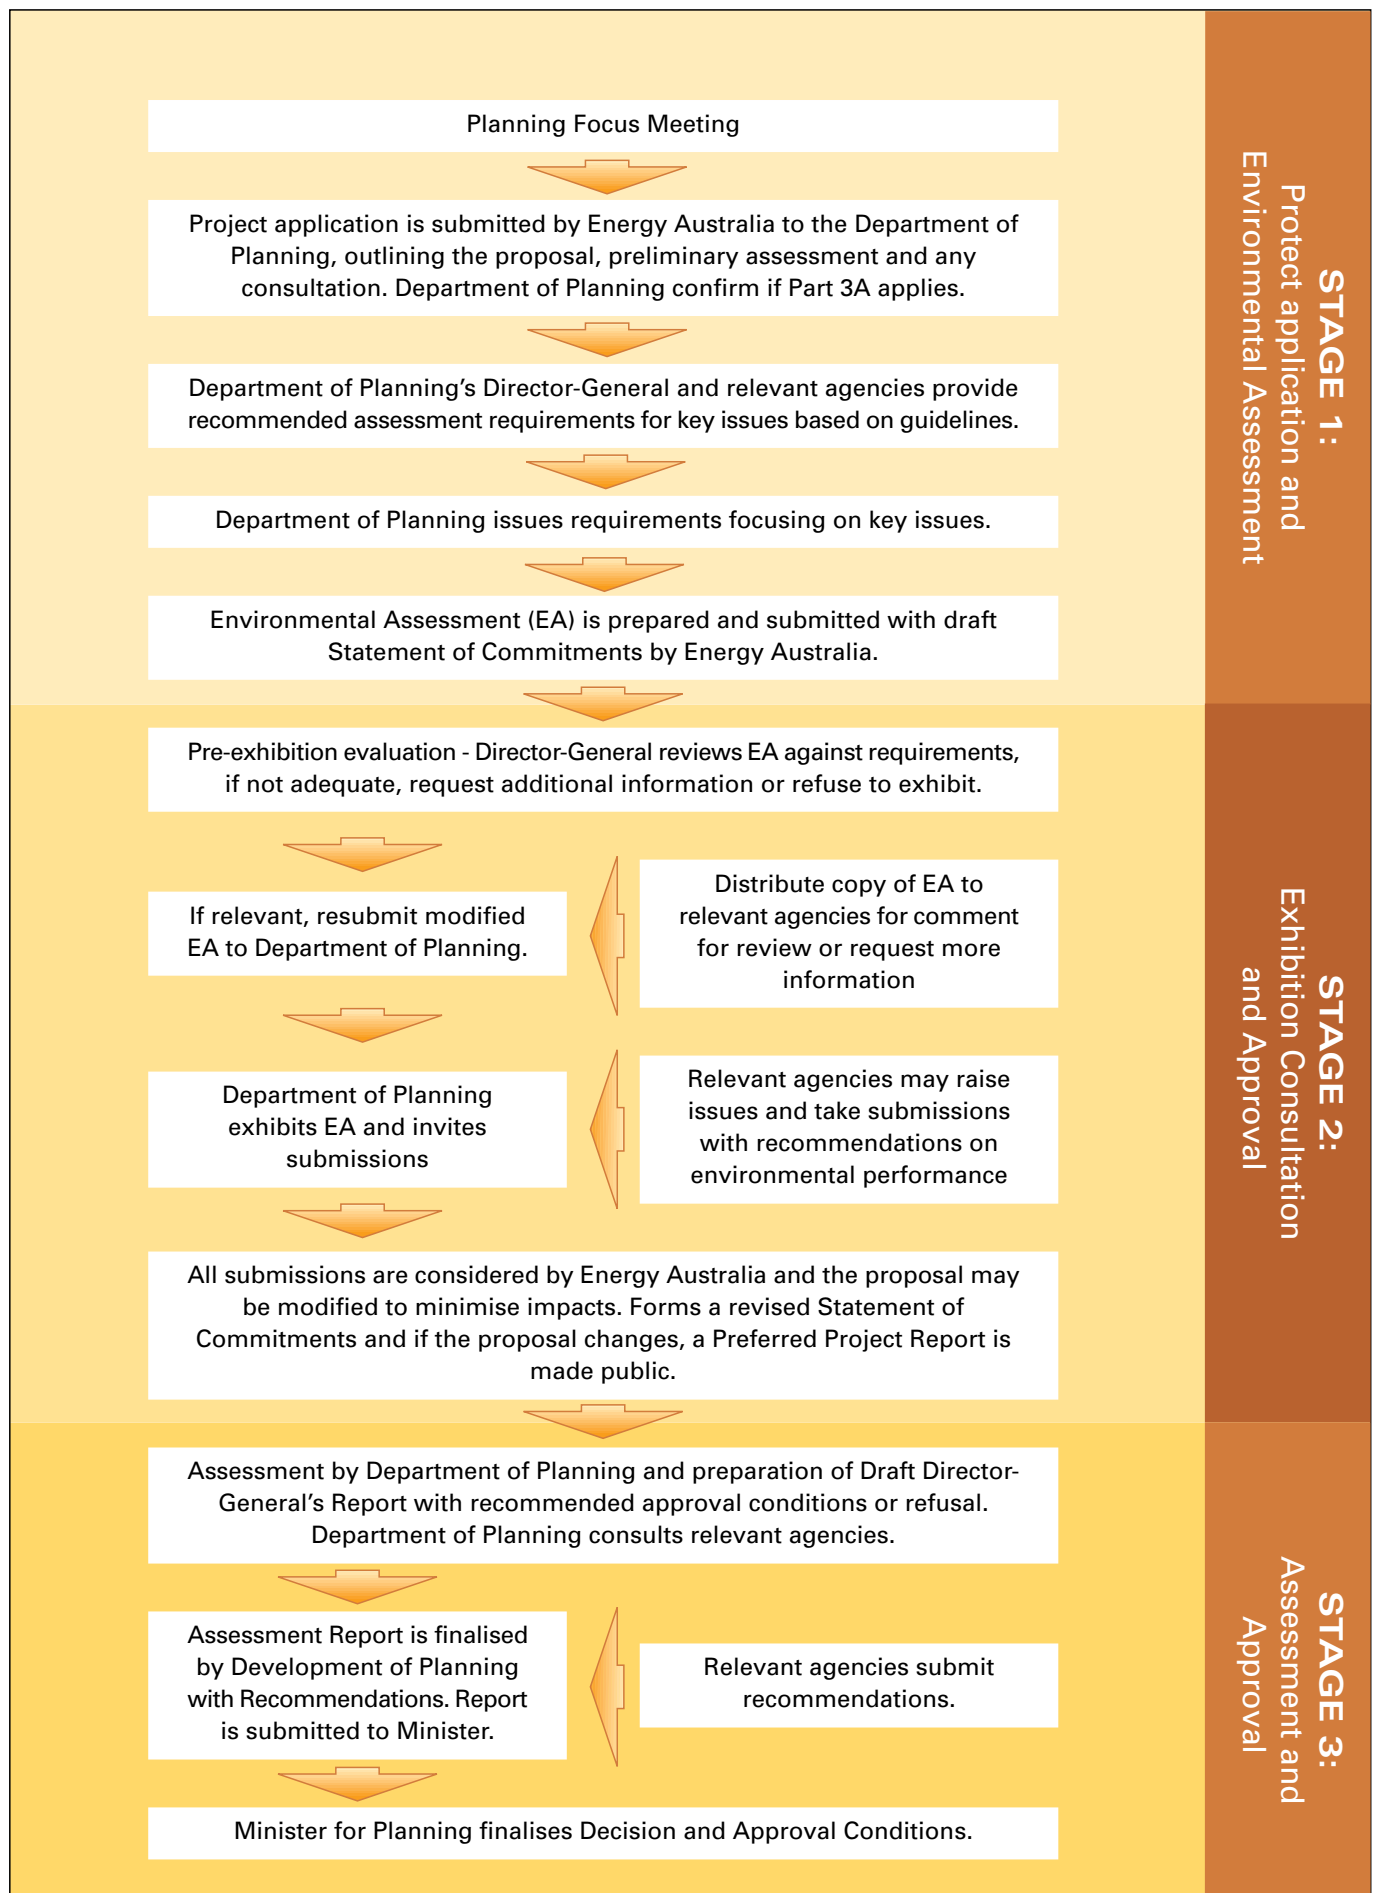 Planning Focus Meeting
Project application is submitted by Energy Australia to the Department of
Planning, outlining the proposal, preliminary assessment and any
consultation. Department of Planning confirm if Part 3A applies.
Department of Planning’s Director-General and relevant agencies provide
recommended assessment requirements for key issues based on guidelines.
Department of Planning issues requirements focusing on key issues.
Environmental Assessment (EA) is prepared and submitted with draft
Statement of Commitments by Energy Australia.
STAGE 1:
Protect application and
Environmental Assessment
Pre-exhibition evaluation - Director-General reviews EA against requirements,
if not adequate, request additional information or refuse to exhibit.
If relevant, resubmit modified
EA to Department of Planning.
Distribute copy of EA to
relevant agencies for comment
for review or request more
information
Department of Planning
exhibits EA and invites
submissions
Relevant agencies may raise
issues and take submissions
with recommendations on
environmental performance
All submissions are considered by Energy Australia and the proposal may
be modified to minimise impacts. Forms a revised Statement of
Commitments and if the proposal changes, a Preferred Project Report is
made public.
STAGE 2:
Exhibition Consultation
and Approval
Assessment by Department of Planning and preparation of Draft Director-
General’s Report with recommended approval conditions or refusal.
Department of Planning consults relevant agencies.
Assessment Report is finalised
by Development of Planning
with Recommendations. Report
is submitted to Minister.
Relevant agencies submit
recommendations.
Minister for Planning finalises Decision and Approval Conditions.
STAGE 3:
Assessment and
Approval